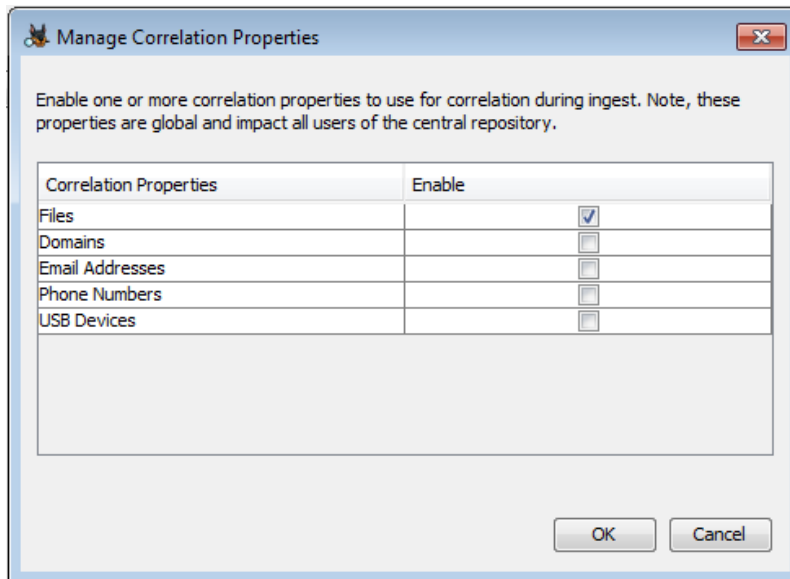 Manage Correlation Properties
Enable one or more correlation properties to use for correlation during ingest. Note, these
properties are global and impact all users of the central repository.
Correlation Properties Enable
Files
Domains
Email Addresses
Phone Numbers
USB Devices
OK Cancel